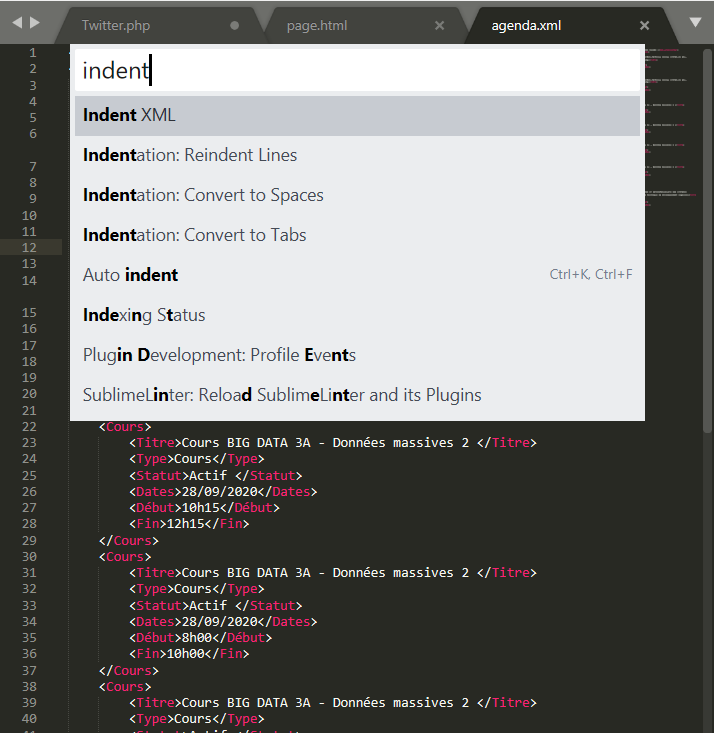 Twitter.php
page.html
agenda.xml
indent
Indent XML
Indentation: Reindent Lines
Indentation: Convert to Spaces
Indentation: Convert to Tabs
Auto indent Ctrl+K, Ctrl+F
Indexing Status
Plugin Development: Profile Events
SublimeLinter: Reload SublimeLinter and its Plugins
1
2
3
4
5
6
7
8
9
10
11
12
13
14
15
16
17
18
19
20
21
22 <Cours>
23 <Titre>Cours BIG DATA 3A - Données massives 2 </Titre>
24 <Type>Cours</Type>
25 <Statut>Actif </Statut>
26 <Dates>28/09/2020</Dates>
27 <Début>10h15</Début>
28 <Fin>12h15</Fin>
29 </Cours>
30 <Cours>
31 <Titre>Cours BIG DATA 3A - Données massives 2 </Titre>
32 <Type>Cours</Type>
33 <Statut>Actif </Statut>
34 <Dates>28/09/2020</Dates>
35 <Début>8h00</Début>
36 <Fin>10h00</Fin>
37 </Cours>
38 <Cours>
39 <Titre>Cours BIG DATA 3A - Données massives 2 </Titre>
40 <Type>Cours</Type>